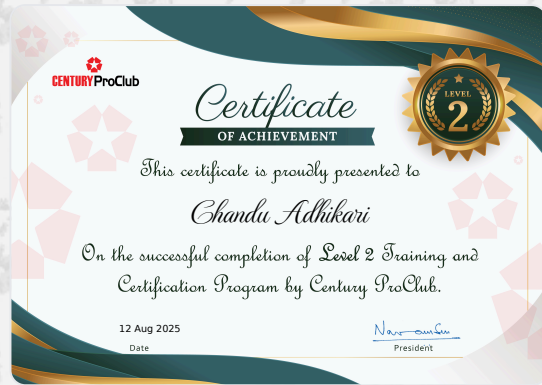 CENTURY ProClub
LEVEL
2
Certificate
OF ACHIEVEMENT
This certificate is proudly presented to
Chandu Adhikari
On the successful completion of Level 2 Training and
Certification Program by Century ProClub.
12 Aug 2025
Date
President